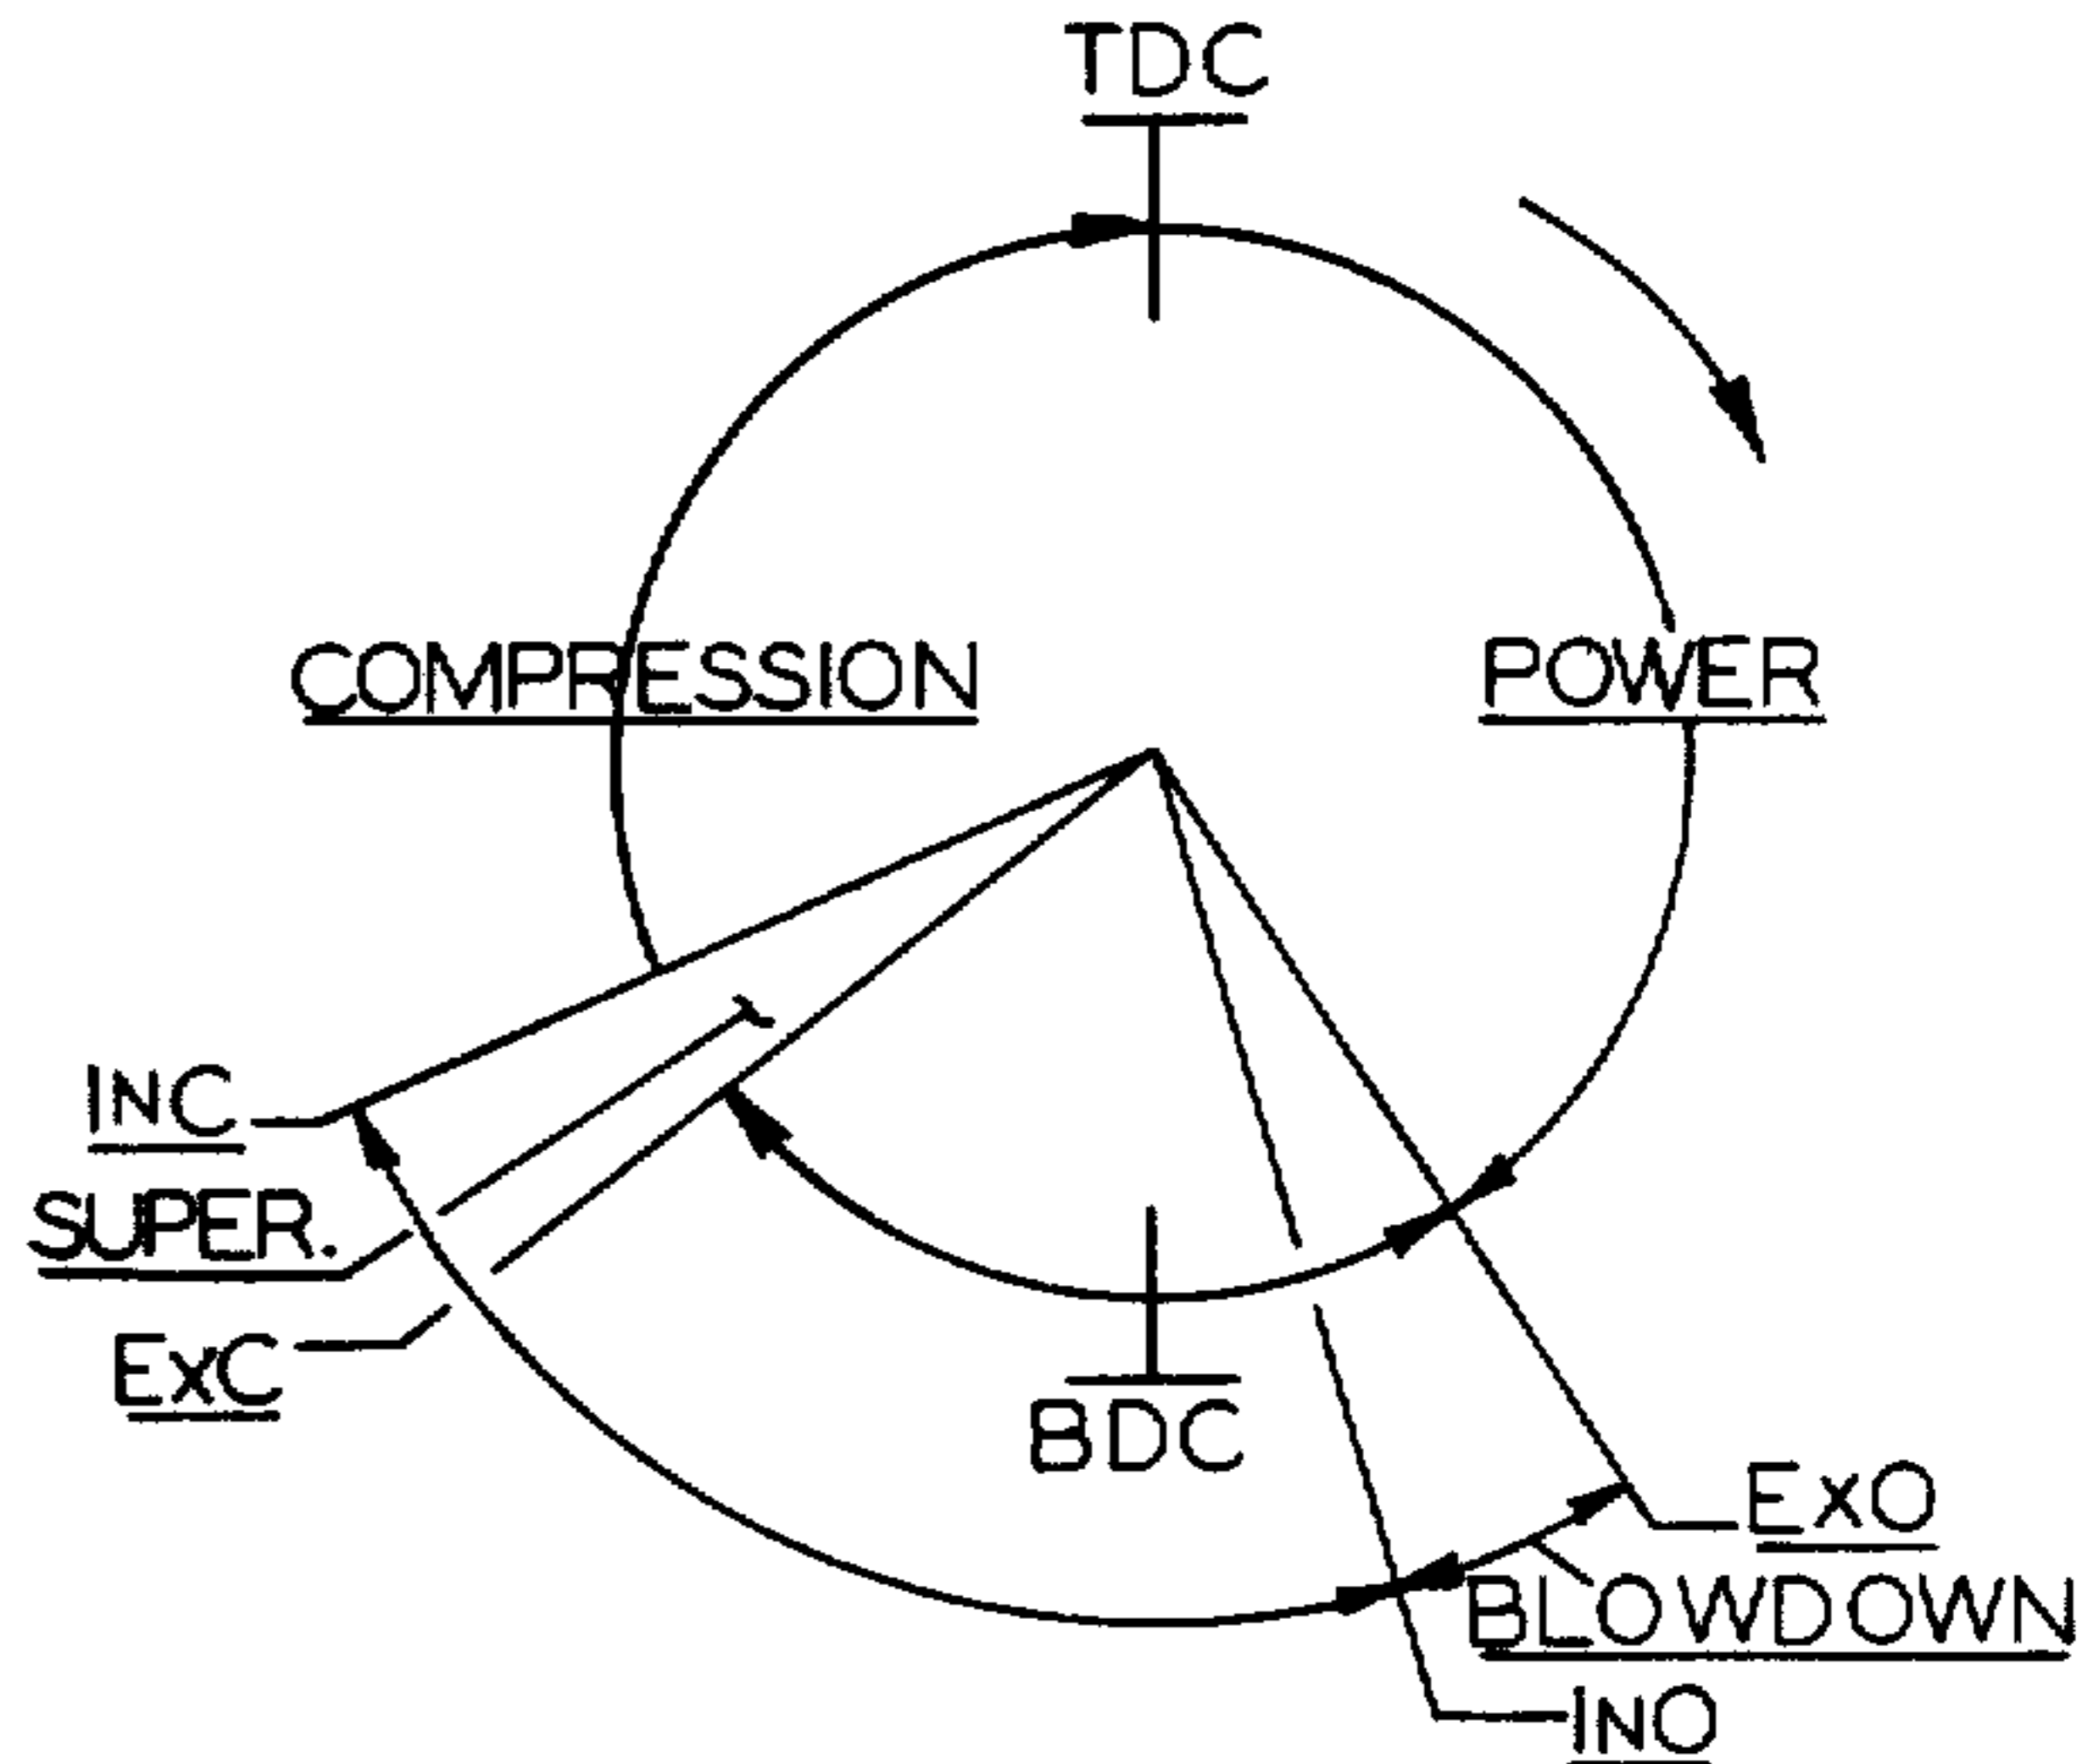 TDC
COMPRESSION
POWER
INC
SUPER.
ExC
BDC
ExO
BLOWDOWN
INO